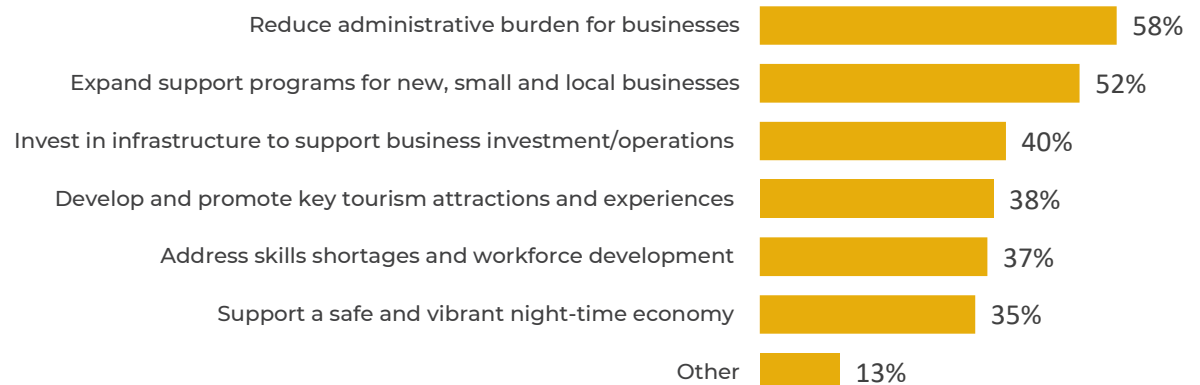 Reduce administrative burden for businesses 58%
Expand support programs for new, small and local businesses 52%
Invest in infrastructure to support business investment/operations 40%
Develop and promote key tourism attractions and experiences 38%
Address skills shortages and workforce development 37%
Support a safe and vibrant night-time economy 35%
Other 13%